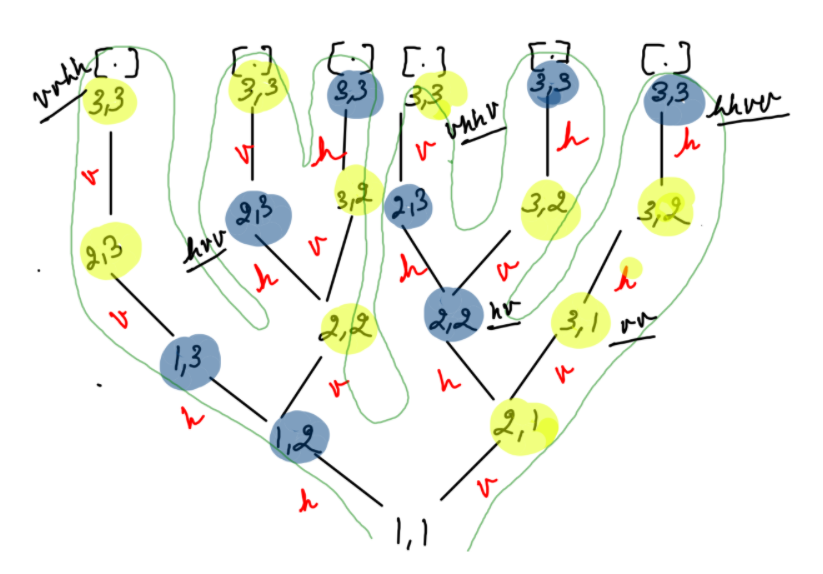 [.] [.] [.] [.] [.] [.]
vvhh 3,3 3,3 3,3 3,3 3,3 3,3 hhvv
vhhv
v v h v h h
2,3 2,3 3,2 2,3 3,2 3,2
hvv
v h v h v h
1,3 2,2 2,2 hv 3,1 vv
h v h v
1,2 2,1
h v
1,1